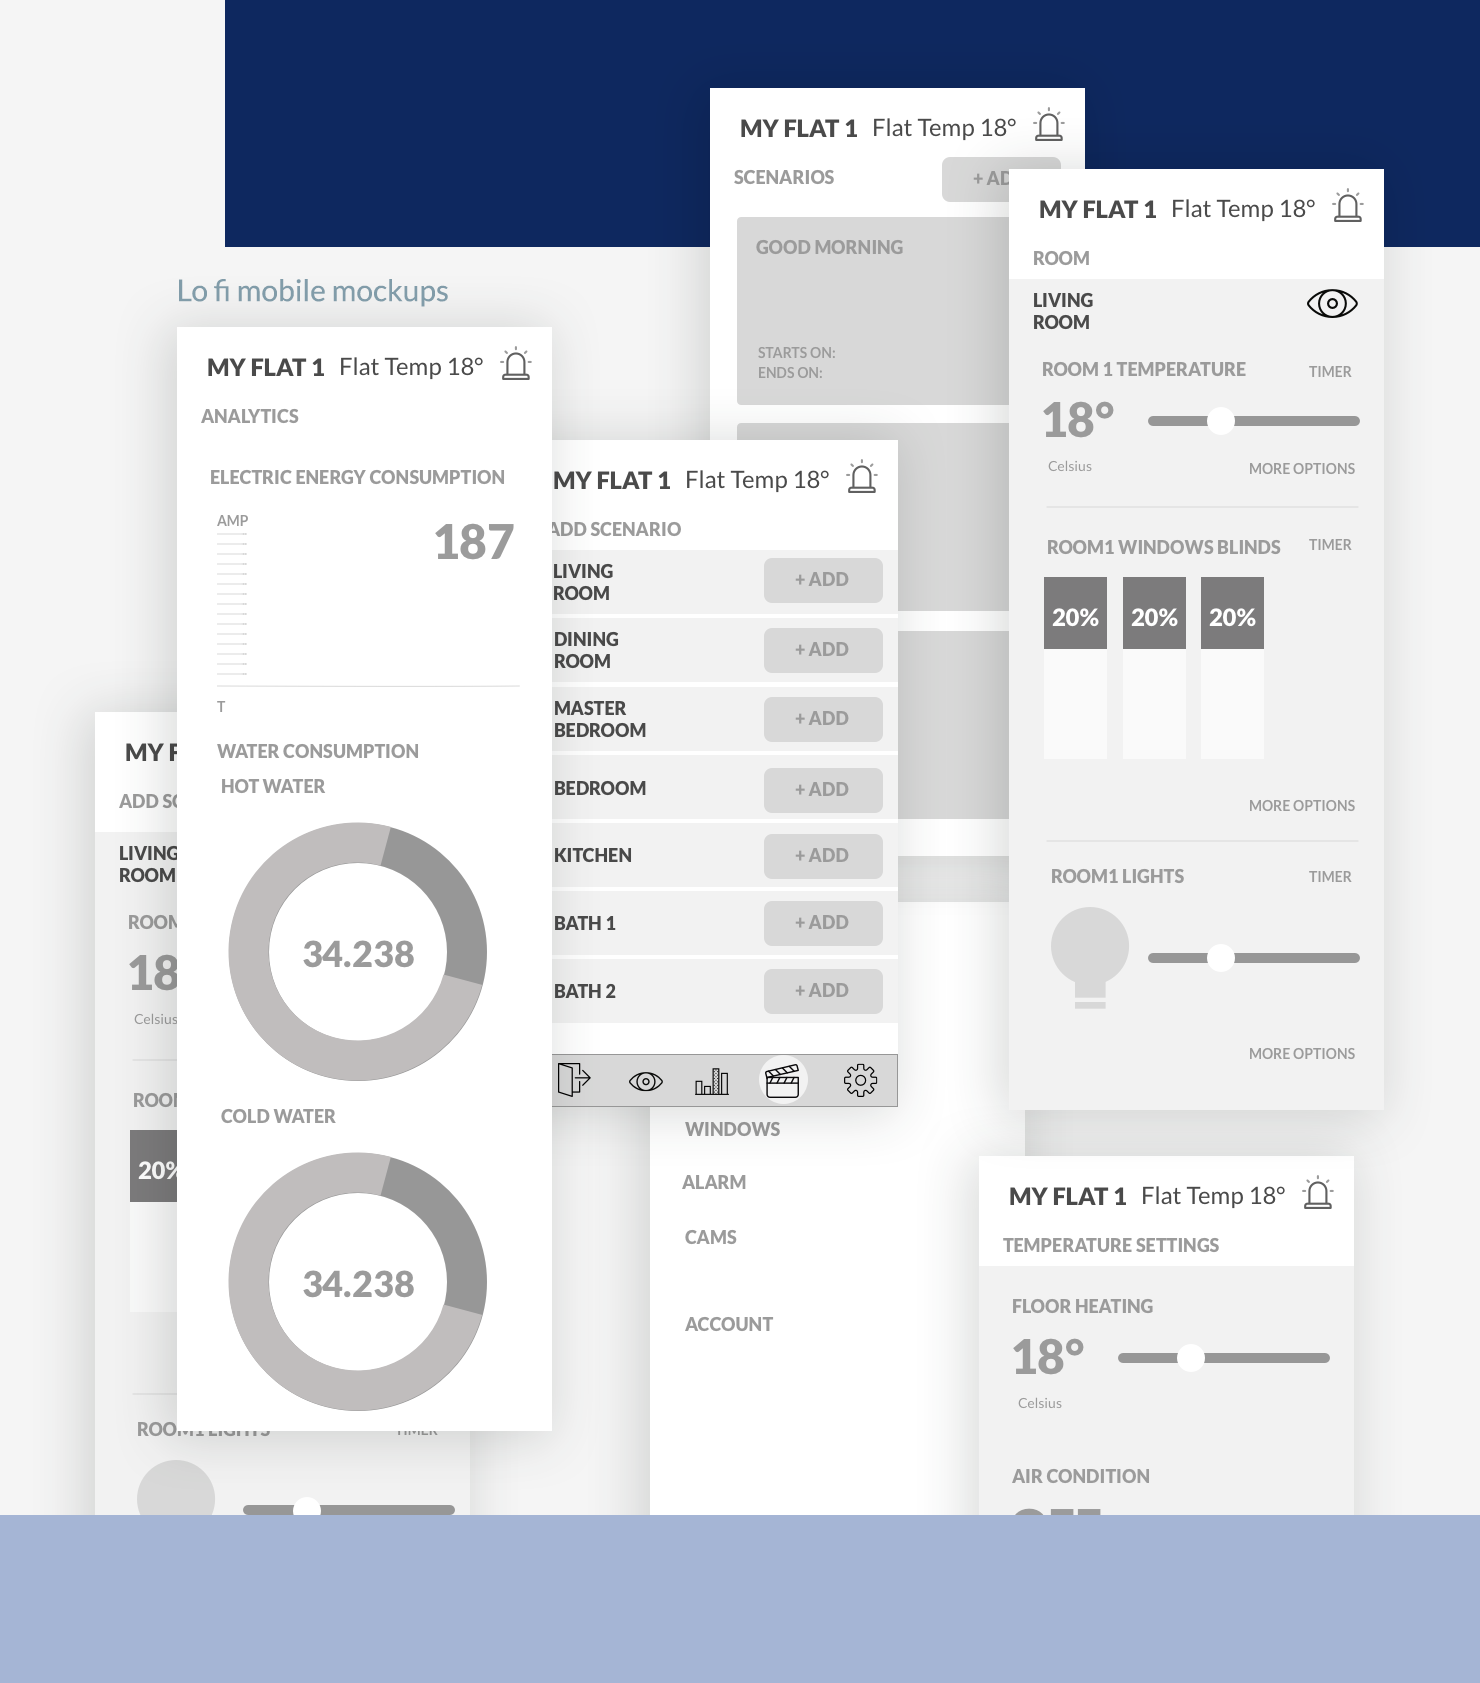 Lo fi mobile mockups
MY FLAT 1 Flat Temp 18°
SCENARIOS
GOOD MORNING
STARTS ON:
ENDS ON:
MY FLAT 1 Flat Temp 18°
ROOM
LIVING
ROOM
ROOM 1 TEMPERATURE TIMER
18°
Celsius
MORE OPTIONS
ROOM1 WINDOWS BLINDS TIMER
20% 20% 20%
MORE OPTIONS
ROOM1 LIGHTS TIMER
MORE OPTIONS
MY FLAT 1 Flat Temp 18°
ANALYTICS
ELECTRIC ENERGY CONSUMPTION
AMP
187
T
WATER CONSUMPTION
HOT WATER
34.238
COLD WATER
34.238
MY FLAT 1 Flat Temp 18°
ADD SCENARIO
LIVING
ROOM
+ ADD
DINING
ROOM
+ ADD
MASTER
BEDROOM
+ ADD
BEDROOM + ADD
KITCHEN + ADD
BATH 1 + ADD
BATH 2 + ADD
WINDOWS
ALARM
CAMS
ACCOUNT
MY FLAT 1 Flat Temp 18°
TEMPERATURE SETTINGS
FLOOR HEATING
18°
Celsius
AIR CONDITION
MY
ADD
LIVING
ROOM
18
Celsius
20%
ROOM1 LIGHTS TIMER